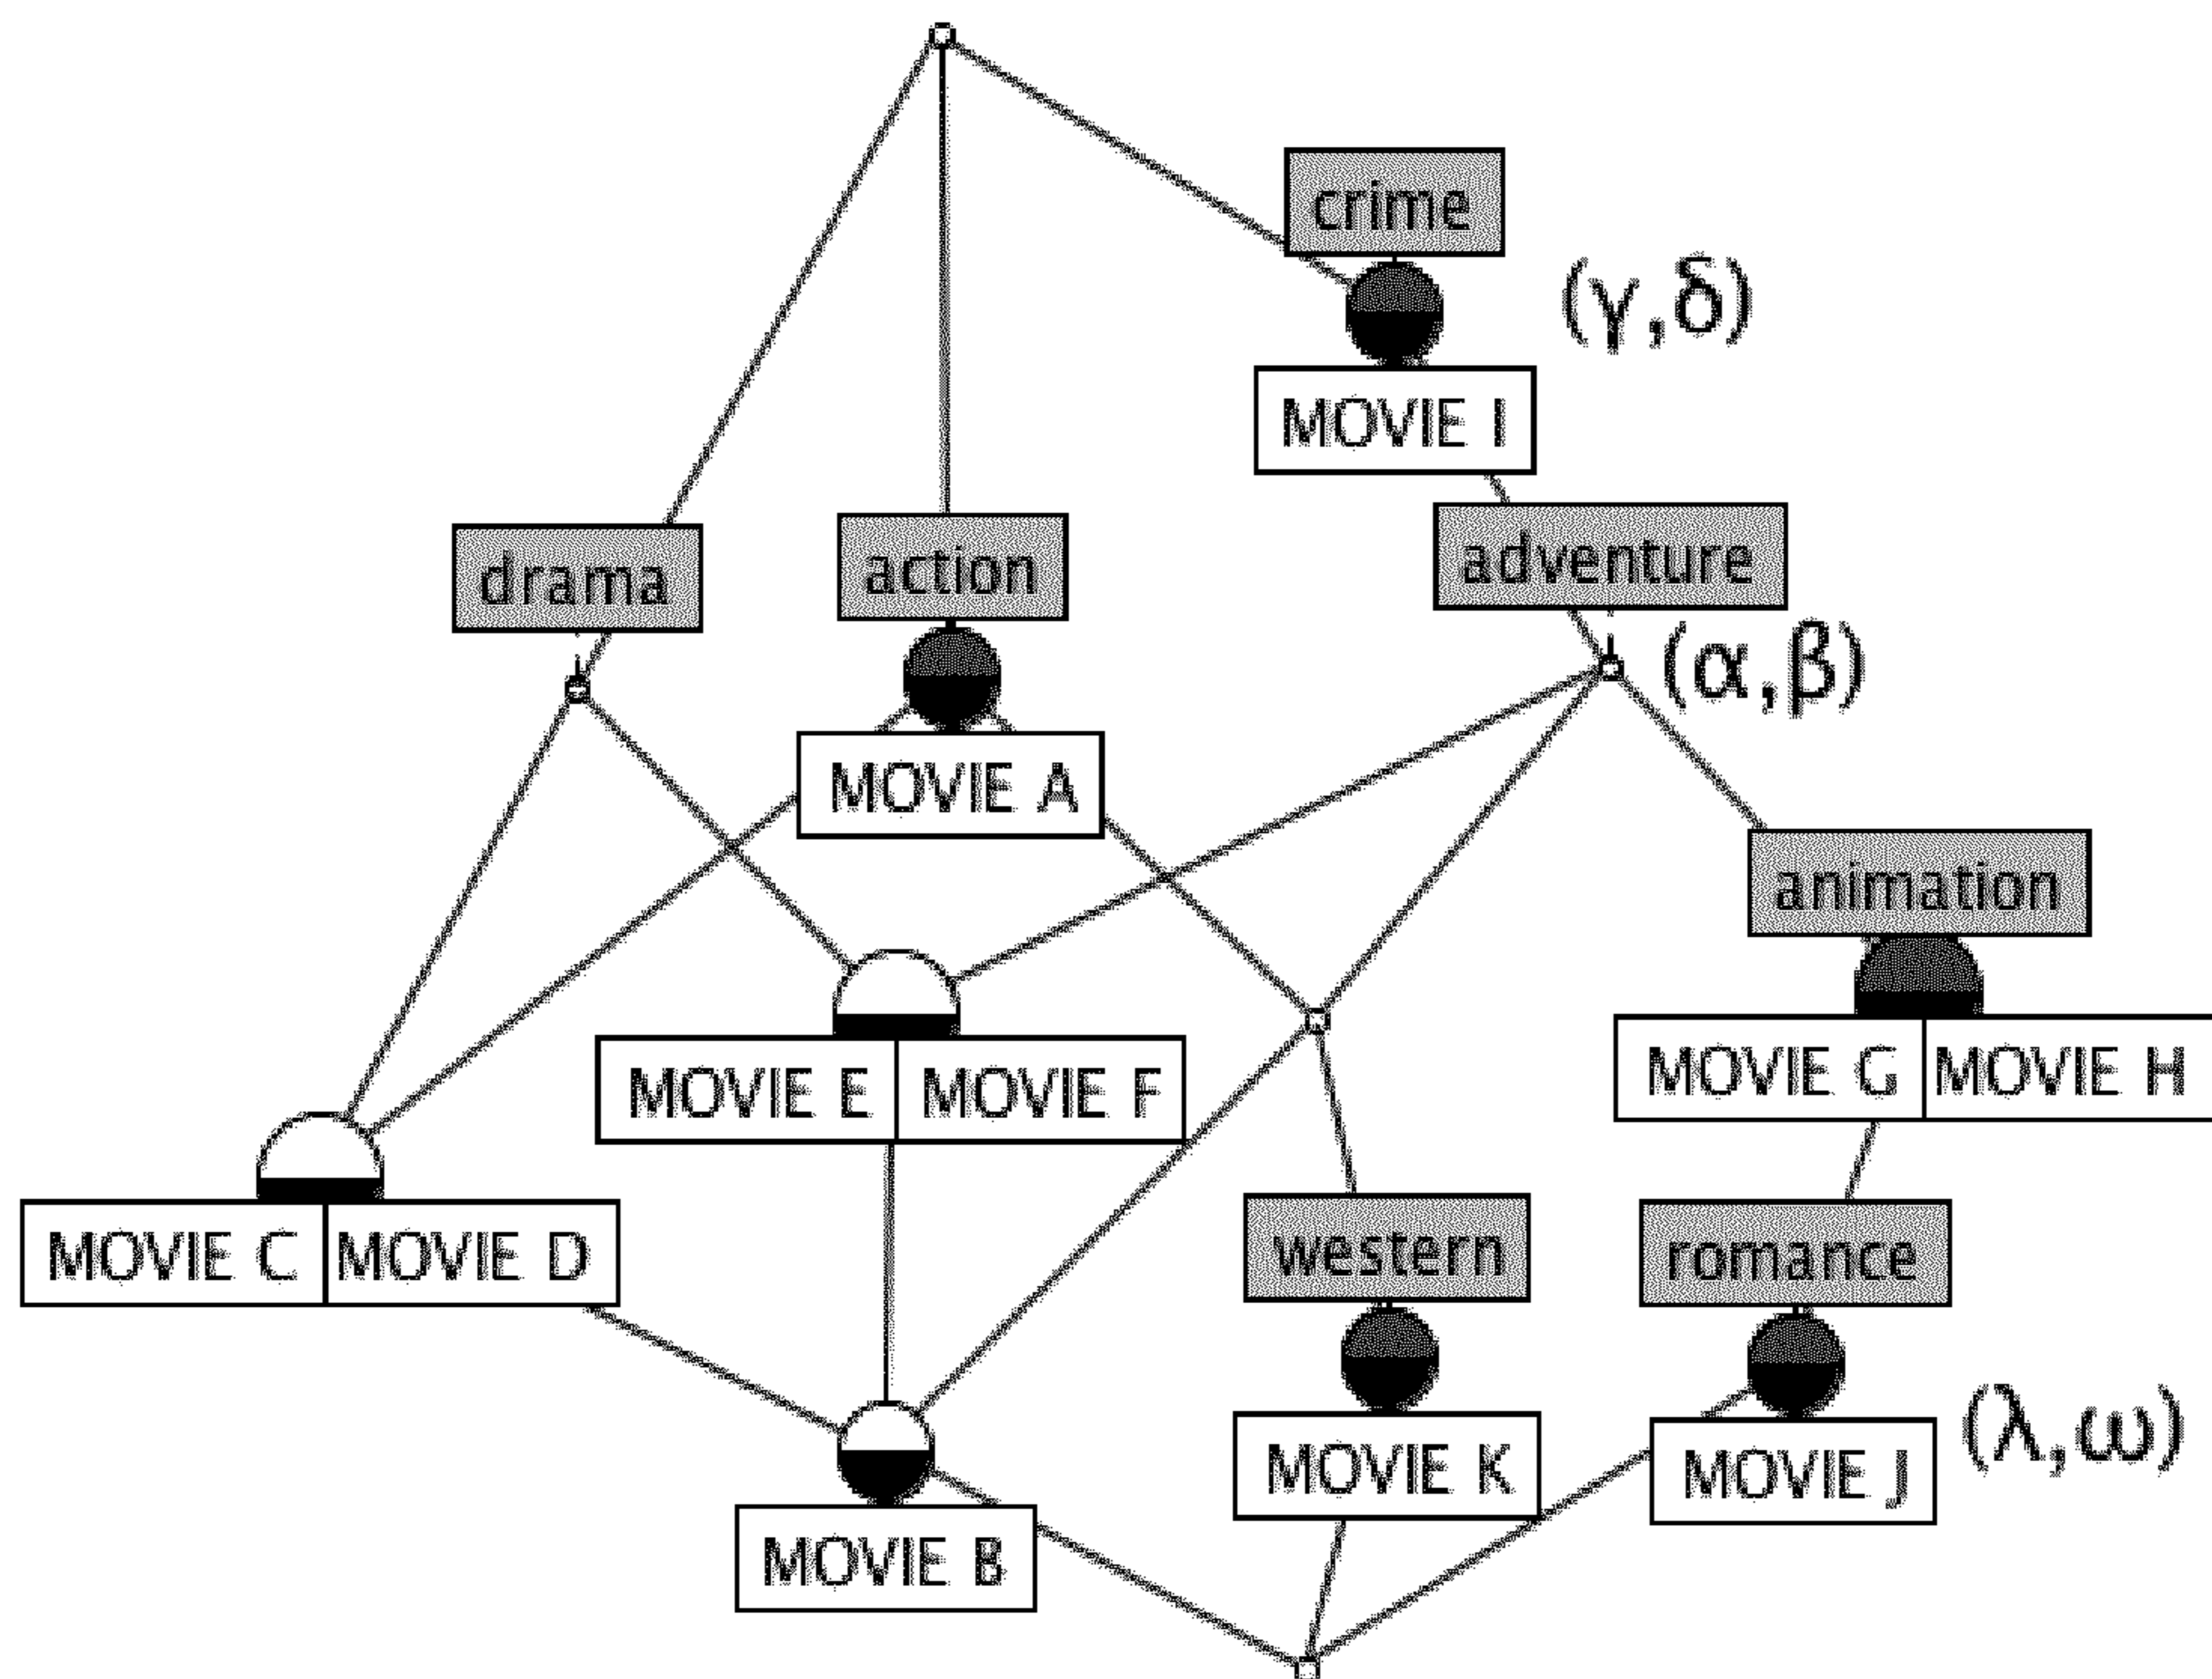 crime
(γ,δ)
MOVIE I
drama
action
adventure
(α,β)
MOVIE A
animation
MOVIE E MOVIE F
MOVIE G MOVIE H
MOVIE C MOVIE D
western
romance
MOVIE K
MOVIE J
(λ,ω)
MOVIE B